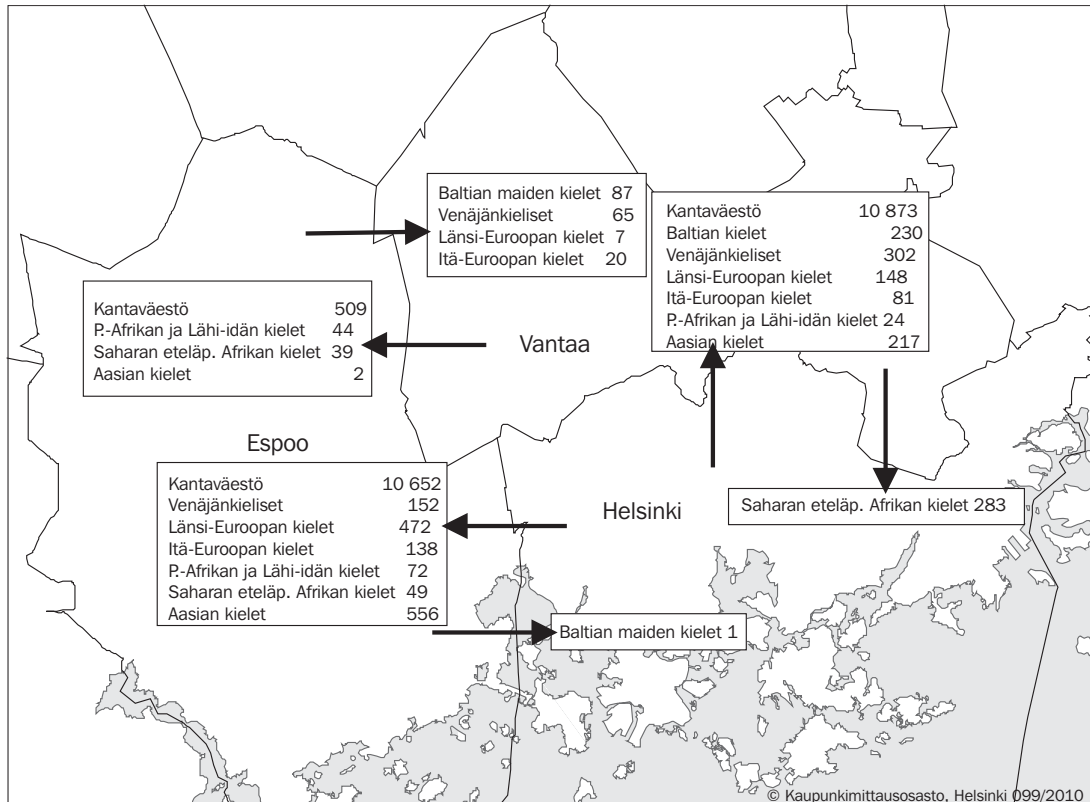 Baltian maiden kielet 87
Venäjänkieliset 65
Länsi-Euroopan kielet 7
Itä-Euroopan kielet 20
Kantaväestö 10 873
Baltian kielet 230
Venäjänkieliset 302
Länsi-Euroopan kielet 148
Itä-Euroopan kielet 81
P.-Afrikan ja Lähi-idän kielet 24
Aasian kielet 217
Kantaväestö 509
P.-Afrikan ja Lähi-idän kielet 44
Saharan eteläp. Afrikan kielet 39
Aasian kielet 2
Vantaa
Espoo
Kantaväestö 10 652
Venäjänkieliset 152
Länsi-Euroopan kielet 472
Itä-Euroopan kielet 138
P.-Afrikan ja Lähi-idän kielet 72
Saharan eteläp. Afrikan kielet 49
Aasian kielet 556
Helsinki
Saharan eteläp. Afrikan kielet 283
Baltian maiden kielet 1
© Kaupunkimittausosasto, Helsinki 099/2010